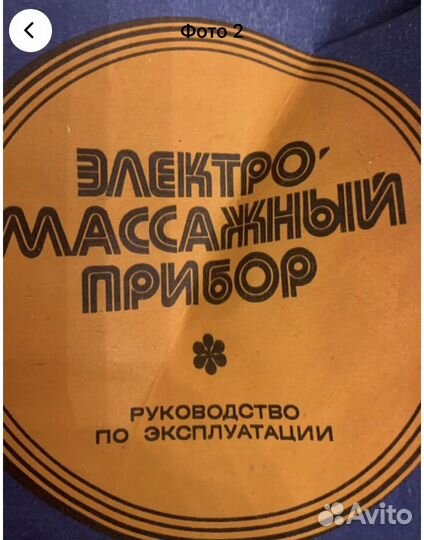 Фото 2
ЭЛЕКТРО-
МАССАЖНЫЙ
ПРИБОР
РУКОВОДСТВО
ПО ЭКСПЛУАТАЦИИ
Avito